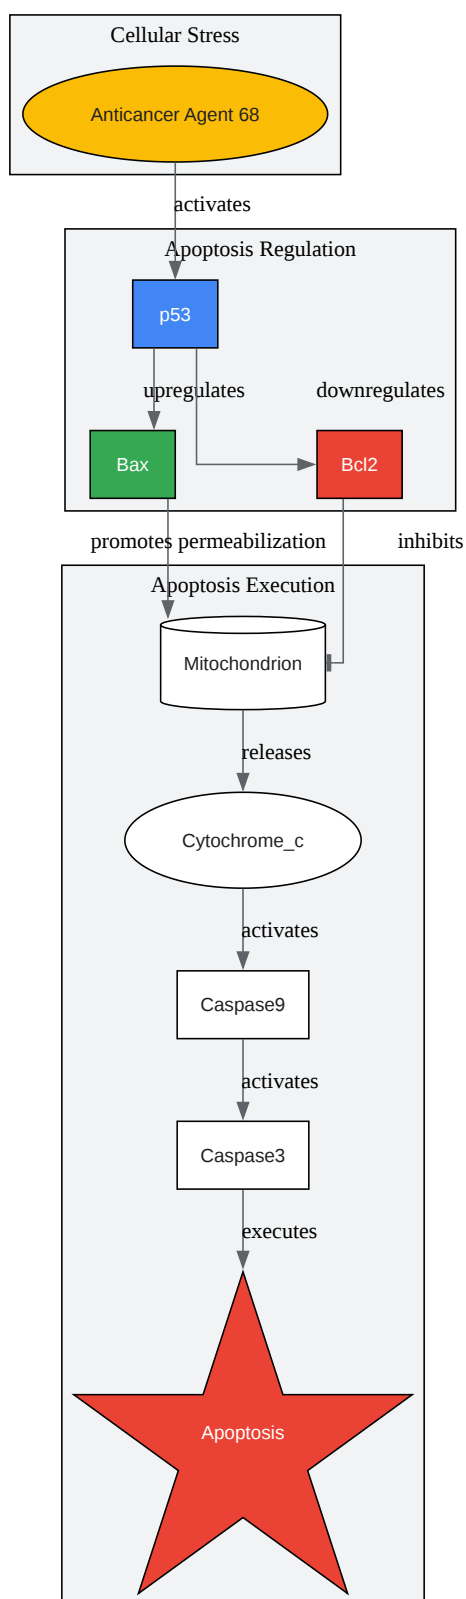 Cellular Stress
Anticancer Agent 68
activates
Apoptosis Regulation
p53
upregulates
downregulates
Bax
Bcl2
promotes permeabilization
inhibits
Apoptosis Execution
Mitochondrion
releases
Cytochrome_c
activates
Caspase9
activates
Caspase3
executes
Apoptosis